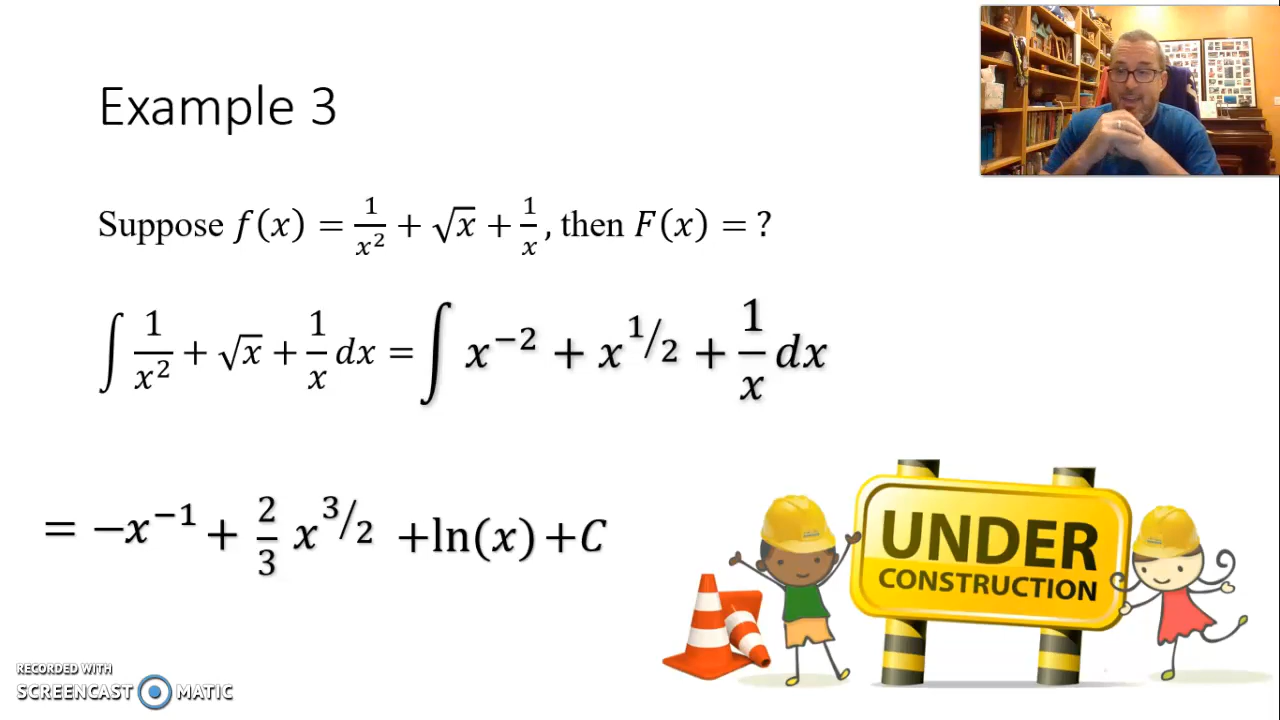 Example 3
Suppose f(x) = 1/x² + √x + 1/x, then F(x) = ?
∫ 1/x² + √x + 1/x dx = ∫ x⁻² + x^1/2 + 1/x dx
= −x⁻¹ + 2/3 x^3/2 +ln(x) +C
UNDER
CONSTRUCTION
RECORDED WITH
SCREENCAST MATIC